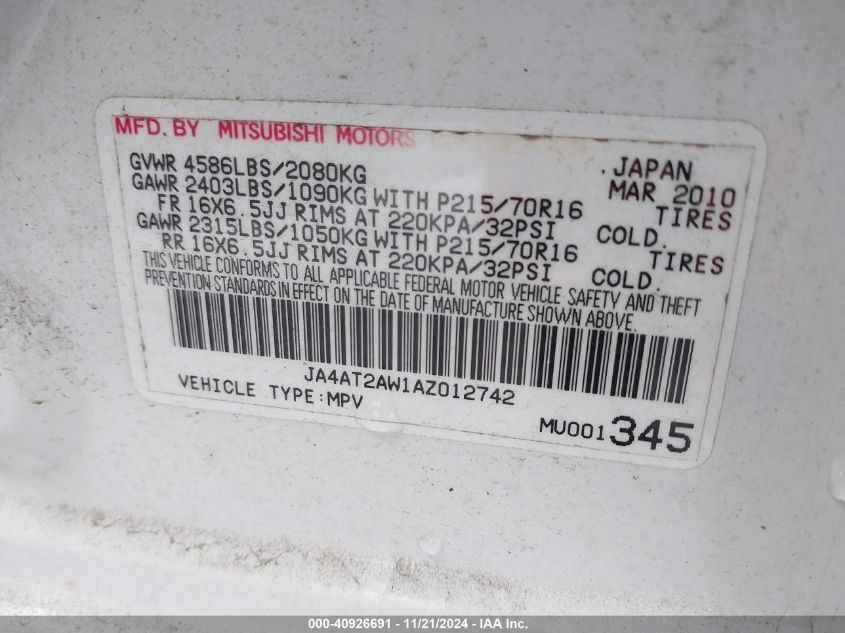 MFD. BY MITSUBISHI MOTORS
GVWR 4586LBS/2080KG JAPAN
GAWR 2403LBS/1090KG WITH P215/70R16 MAR 2010
FR 16X6.5JJ RIMS AT 220KPA/32PSI TIRES
COLD.
GAWR 2315LBS/1050KG WITH P215/70R16 TIRES
RR 16X6.5JJ RIMS AT 220KPA/32PSI COLD.
THIS VEHICLE CONFORMS TO ALL APPLICABLE FEDERAL MOTOR VEHICLE SAFETY AND THEFT
PREVENTION STANDARDS IN EFFECT ON THE DATE OF MANUFACTURE SHOWN ABOVE.
JA4AT2AW1AZ012742
VEHICLE TYPE:MPV
MU001345
000-40926691 - 11/21/2024 - IAA Inc.